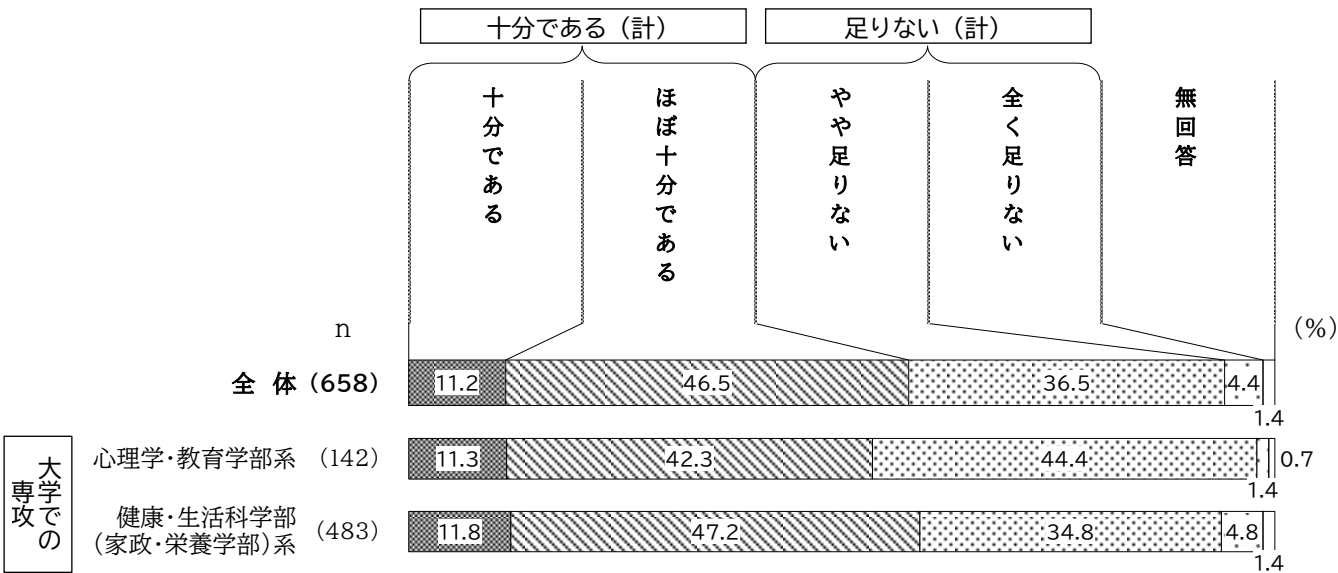 十分である（計）
足りない（計）
十分である
ほぼ十分である
やや足りない
全く足りない
無回答
n
(%)
全 体 (658)
11.2
46.5
36.5
4.4
1.4
大学での
専攻
心理学・教育学部系 (142)
11.3
42.3
44.4
1.4
0.7
健康・生活科学部
(家政・栄養学部)系
(483)
11.8
47.2
34.8
4.8
1.4